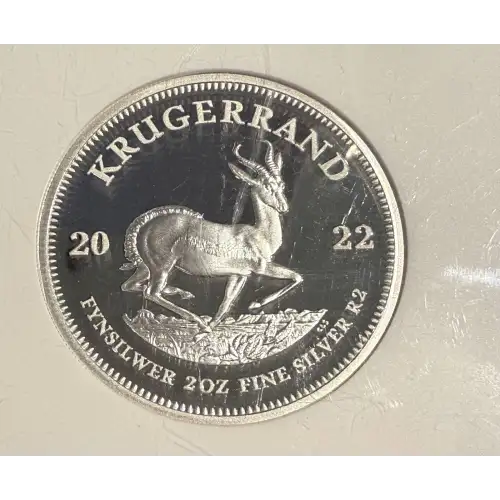 KRUGERRAND
20 22
FYNSILWER 2OZ FINE SILVER R2